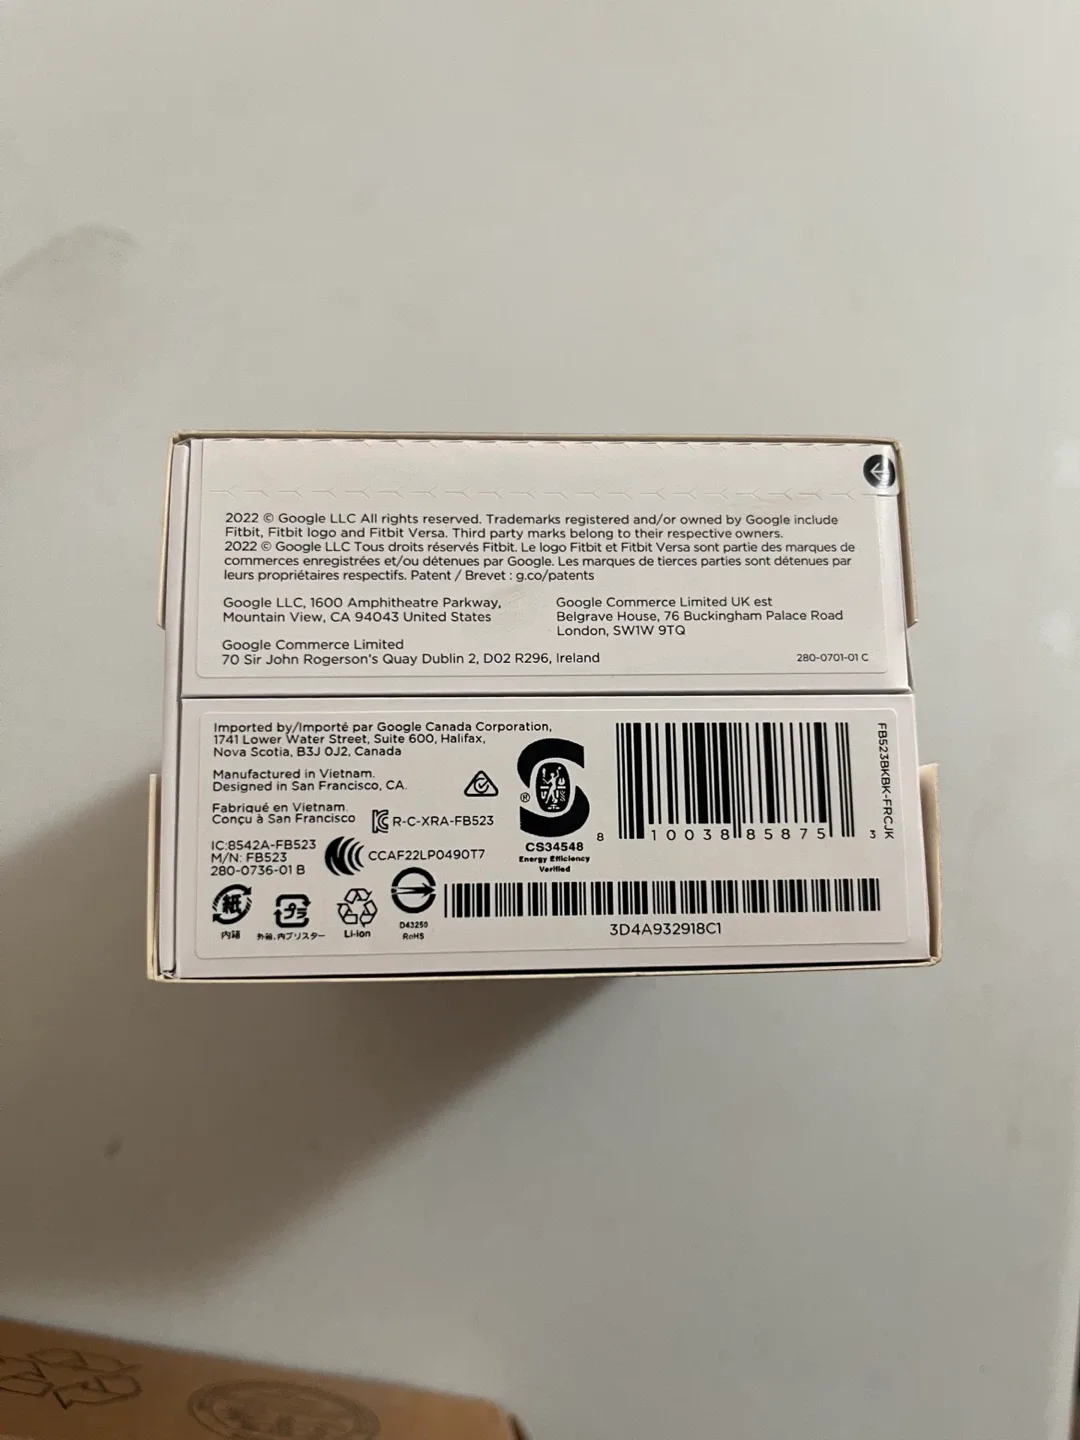 2022 © Google LLC All rights reserved. Trademarks registered and/or owned by Google include
Fitbit, Fitbit logo and Fitbit Versa. Third party marks belong to their respective owners.
2022 © Google LLC Tous droits réservés Fitbit. Le logo Fitbit et Fitbit Versa sont partie des marques de
commerces enregistrées et/ou détenues par Google. Les marques de tierces parties sont détenues par
leurs propriétaires respectifs. Patent / Brevet : g.co/patents
Google LLC, 1600 Amphitheatre Parkway,
Mountain View, CA 94043 United States
Google Commerce Limited
70 Sir John Rogerson's Quay Dublin 2, D02 R296, Ireland
Google Commerce Limited UK est
Belgrave House, 76 Buckingham Palace Road
London, SW1W 9TQ
280-0701-01 C
Imported by/Importé par Google Canada Corporation,
1741 Lower Water Street, Suite 600, Halifax,
Nova Scotia, B3J 0J2, Canada
Manufactured in Vietnam.
Designed in San Francisco, CA.
Fabriqué en Vietnam.
Conçu à San Francisco
R-C-XRA-FB523
IC:8542A-FB523
M/N: FB523
280-0736-01 B
CCAF22LP0490T7
®
CS34548
Energy Efficiency
Verified
8 10038 85875 3
FB523BKBK-FRCJK
紙
内箱
プラ
外箱、内ブリスター
Li-ion
D43250
RoHS
3D4A932918C1